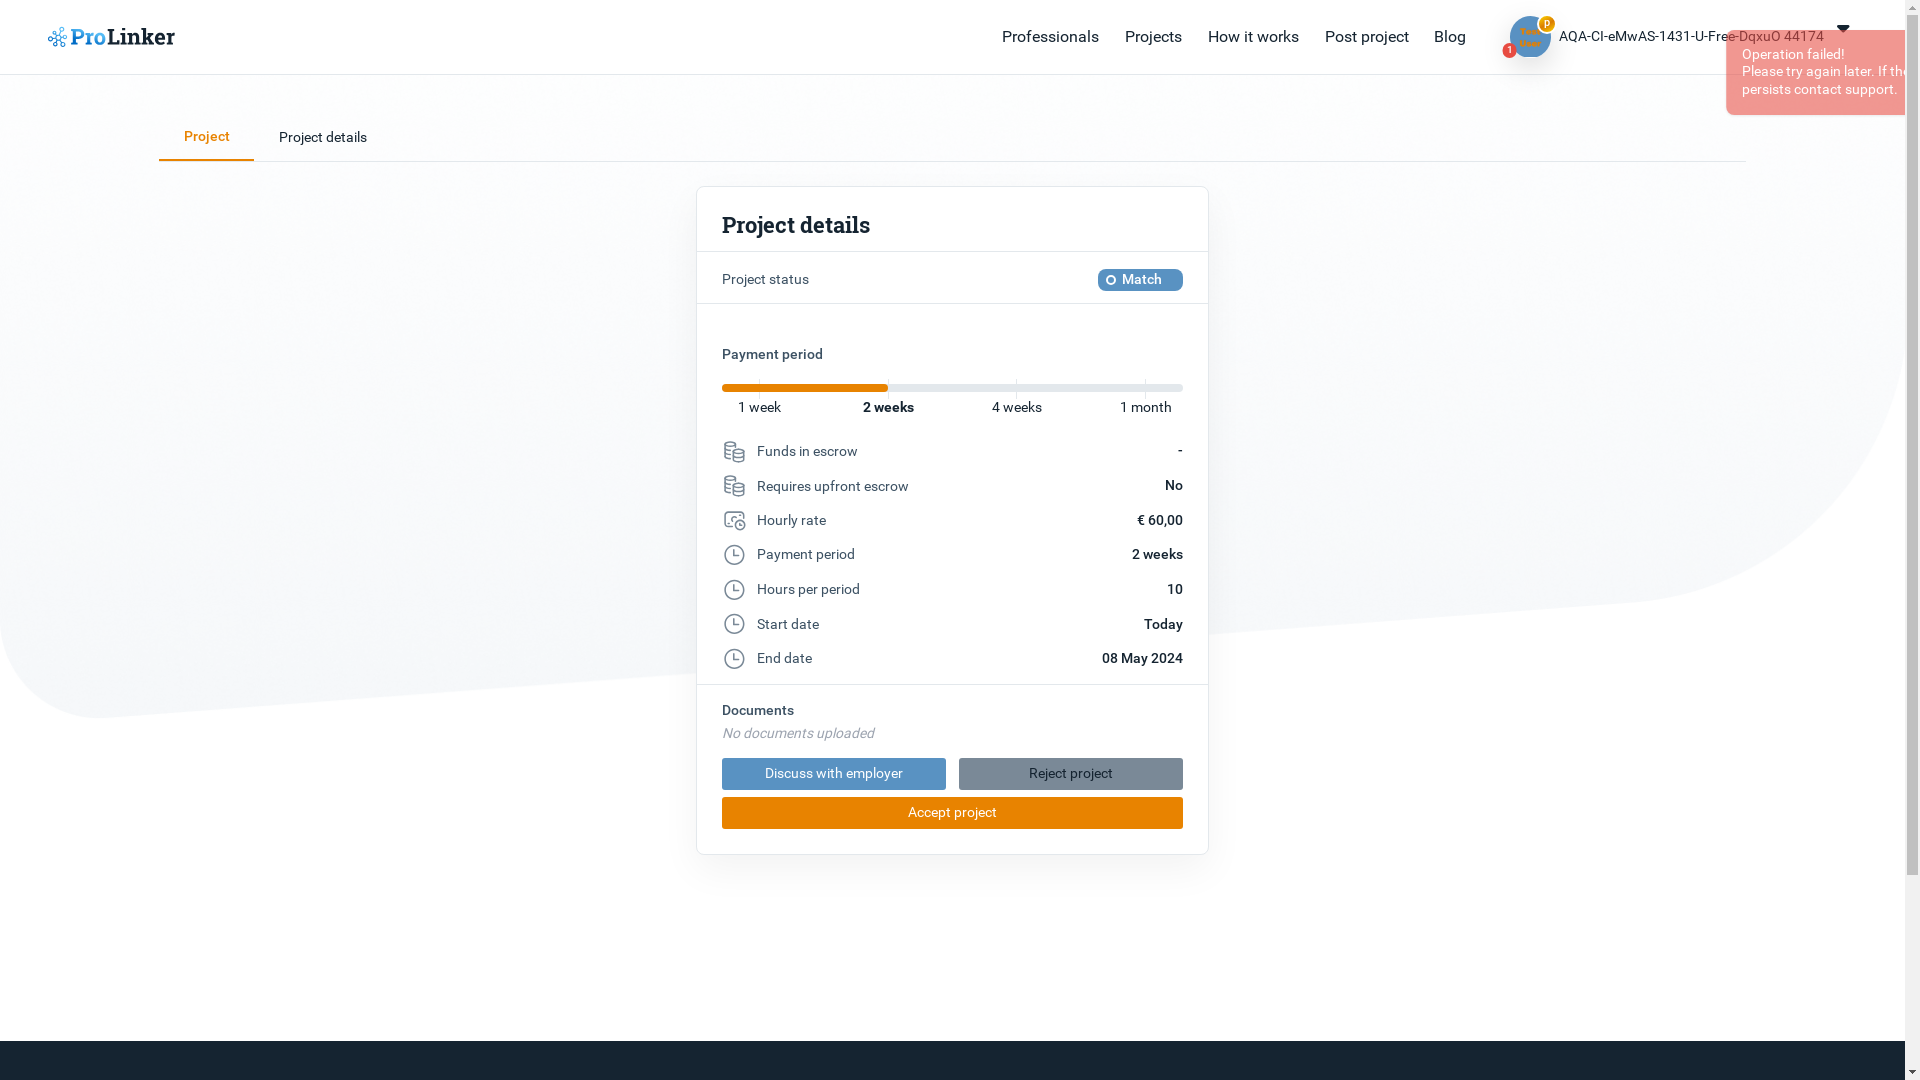 ProLinker
Professionals
Projects
How it works
Post project
Blog
p
1
AQA-CI-eMwAS-1431-U-Free-DqxuO 44174
Operation failed!
Please try again later. If the
persists contact support.
Project
Project details
Project details
Project status
Match
Payment period
1 week
2 weeks
4 weeks
1 month
Funds in escrow
-
Requires upfront escrow
No
Hourly rate
€ 60,00
Payment period
2 weeks
Hours per period
10
Start date
Today
End date
08 May 2024
Documents
No documents uploaded
Discuss with employer
Reject project
Accept project